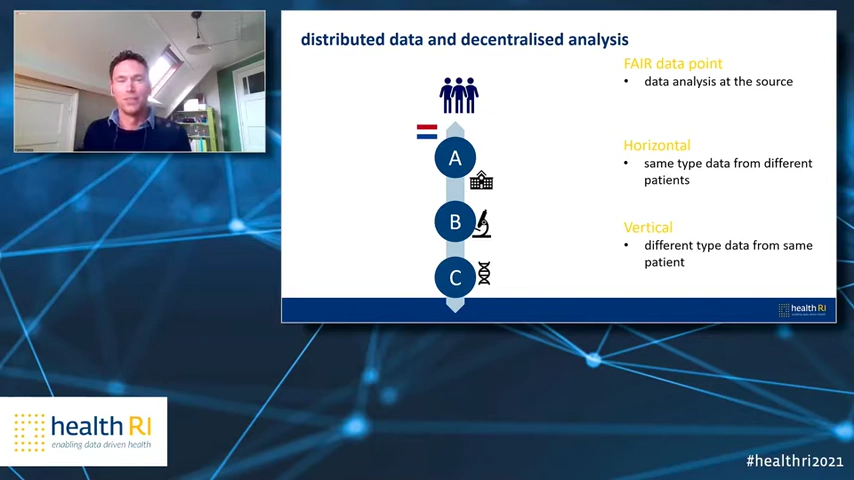 distributed data and decentralised analysis
FAIR data point
• data analysis at the source
A
Horizontal
• same type data from different
patients
B
Vertical
• different type data from same
patient
C
health RI
health RI
enabling data driven health
#healthri2021